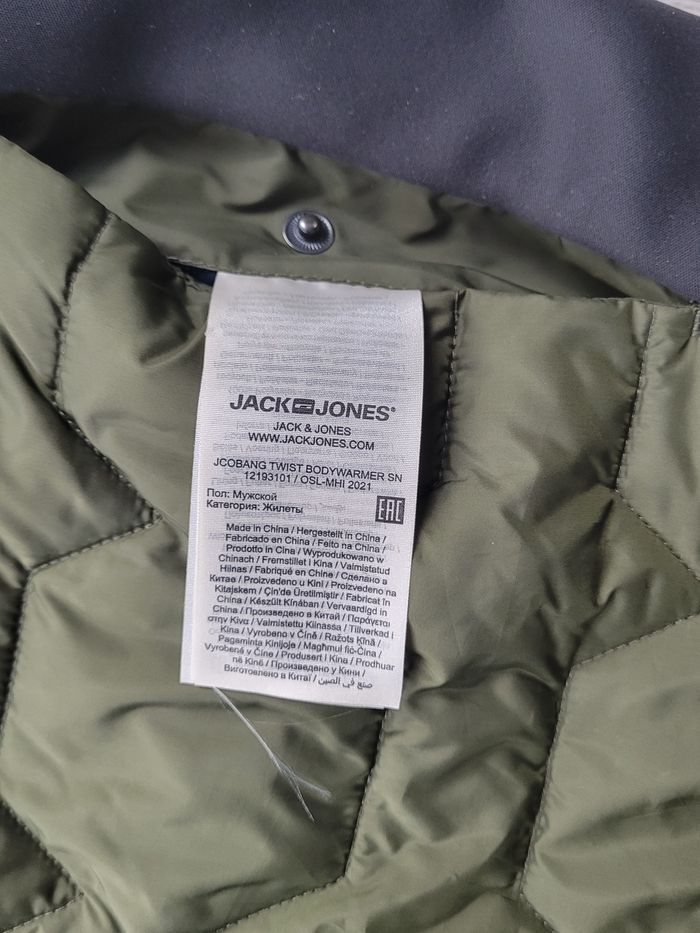 JACK JONES®
JACK & JONES
WWW.JACKJONES.COM
JCOBANG TWIST BODYWARMER SN
12193101 / OSL-MHI 2021
Пол: Мужской
Категория: Жилеты
EAC
Made in China / Hergestellt in China /
Fabricado en China / Feito na China /
Prodotto in Cina / Wyprodukowano w
Chinach / Fremstillet i Kina / Valmistatud
Hiinas / Fabriqué en Chine / Сделано в
Китае / Proizvedeno u Kini / Proizvedeno na
Kitajskem / Çin'de Üretilmiştir / Fabricat în
China / Készült Kínában / Vervaardigd in
China / Произведено в Китай / Παράγεται
στην Κίνα / Valmistettu Kiinassa / Tillverkad i
Kina / Vyrobeno v Číně / Ražots Ķīnā /
Pagaminta Kinijoje / Maghmul fiċ-Ċina /
Vyrobené v Číne / Produsert i Kina / Prodhuar
në Kinë / Произведено у Кини /
Виготовлено в Китаї / صنع في الصين